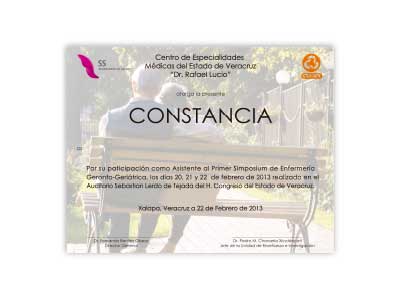 SS
Centro de Especialidades
Médicas del Estado de Veracruz
"Dr. Rafael Lucio"
otorga la presente
CONSTANCIA
Por su paticipación como Asistente al Primer Simposium de Enfermería
Geronto-Geriátrica, los días 20, 21 y 22 de febrero de 2013 realizado en el
Auditorio Sebastian Lerdo de Tejada del H. Congreso del Estado de Veracruz.
Xalapa, Veracruz a 22 de Febrero de 2013
Director General
Jefe de la Unidad de Enseñanza e Investigación